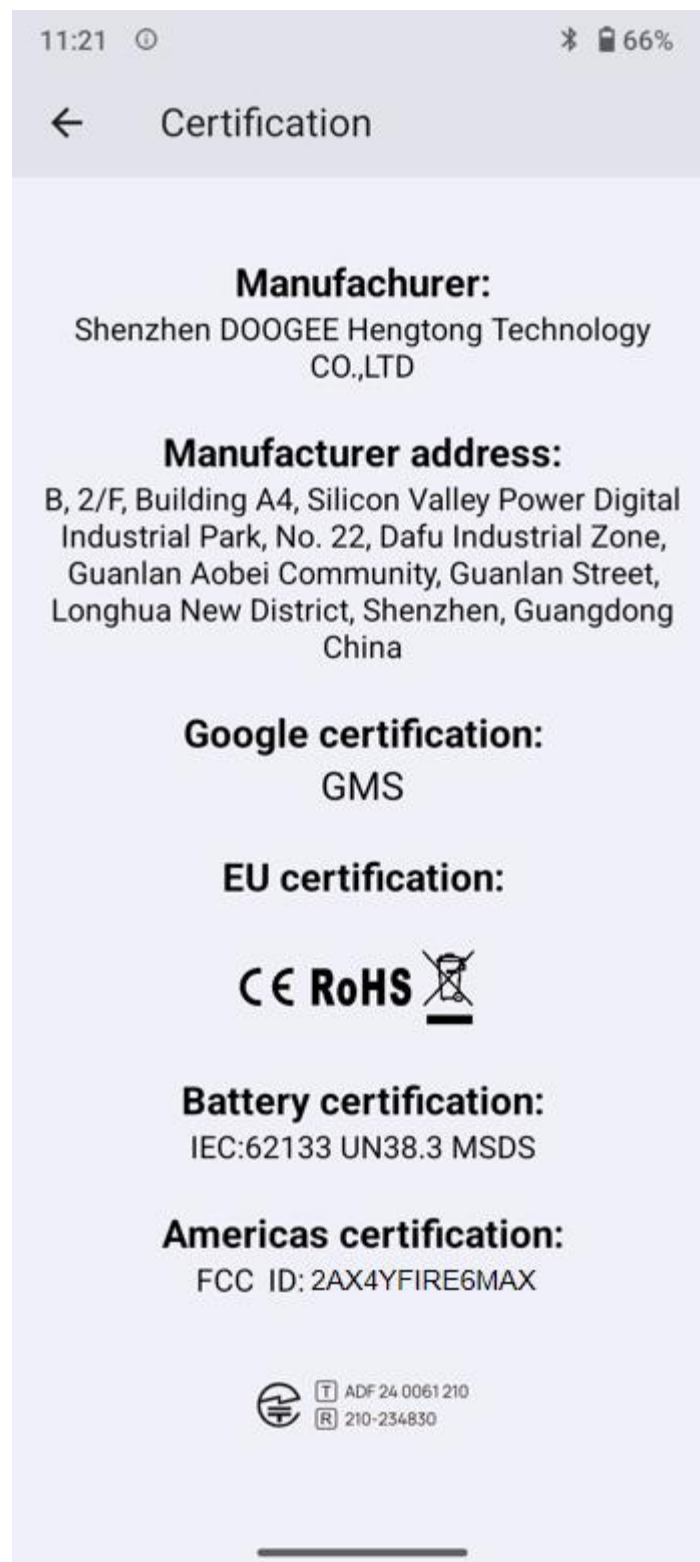 11:21 66%
Certification
Manufachurer:
Shenzhen DOOGEE Hengtong Technology
CO.,LTD
Manufacturer address:
B, 2/F, Building A4, Silicon Valley Power Digital
Industrial Park, No. 22, Dafu Industrial Zone,
Guanlan Aobei Community, Guanlan Street,
Longhua New District, Shenzhen, Guangdong
China
Google certification:
GMS
EU certification:
CE RoHS
Battery certification:
IEC:62133 UN38.3 MSDS
Americas certification:
FCC ID: 2AX4YFIRE6MAX
T ADF 24 0061 210
R 210-234830